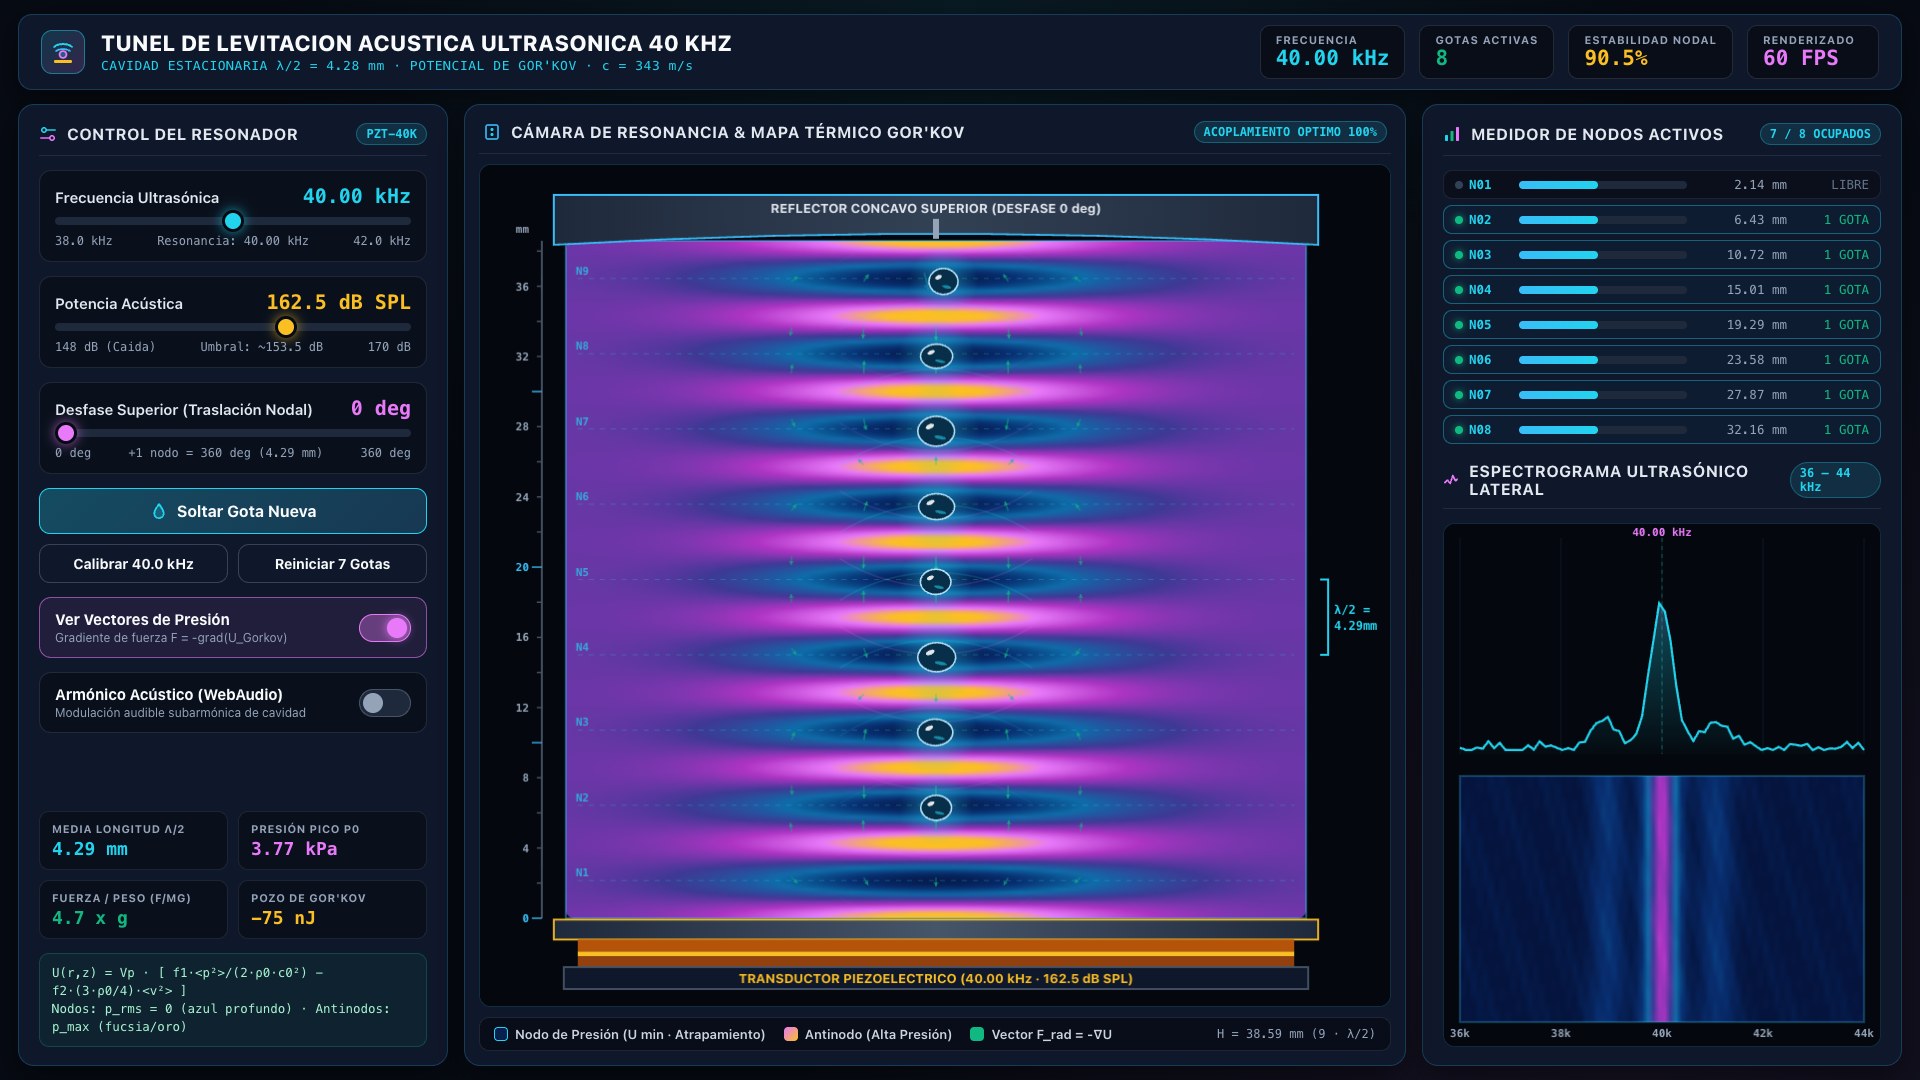 TUNEL DE LEVITACION ACUSTICA ULTRASONICA 40 KHZ
CAVIDAD ESTACIONARIA λ/2 = 4.28 mm · POTENCIAL DE GOR'KOV · c = 343 m/s
FRECUENCIA
40.00 kHz
GOTAS ACTIVAS
8
ESTABILIDAD NODAL
90.5%
RENDERIZADO
60 FPS
CONTROL DEL RESONADOR
PZT-40K
Frecuencia Ultrasónica
40.00 kHz
38.0 kHz
Resonancia: 40.00 kHz
42.0 kHz
Potencia Acústica
162.5 dB SPL
148 dB (Caida)
Umbral: ~153.5 dB
170 dB
Desfase Superior (Traslación Nodal)
0 deg
0 deg
+1 nodo = 360 deg (4.29 mm)
360 deg
Soltar Gota Nueva
Calibrar 40.0 kHz
Reiniciar 7 Gotas
Ver Vectores de Presión
Gradiente de fuerza F = -grad(U_Gorkov)
Armónico Acústico (WebAudio)
Modulación audible subarmónica de cavidad
MEDIA LONGITUD Λ/2
4.29 mm
PRESIÓN PICO P0
3.77 kPa
FUERZA / PESO (F/MG)
4.7 x g
POZO DE GOR'KOV
−75 nJ
U(r,z) = Vp · [ f1·<p²>/(2·ρ0·c0²) −
f2·(3·ρ0/4)·<v²> ]
Nodos: p_rms = 0 (azul profundo) · Antinodos:
p_max (fucsia/oro)
CÁMARA DE RESONANCIA & MAPA TÉRMICO GOR'KOV
ACOPLAMIENTO OPTIMO 100%
REFLECTOR CONCAVO SUPERIOR (DESFASE 0 deg)
mm
36
32
28
24
20
16
12
8
4
0
N9
N8
N7
N6
N5
N4
N3
N2
N1
λ/2 =
4.29mm
TRANSDUCTOR PIEZOELECTRICO (40.00 kHz · 162.5 dB SPL)
Nodo de Presión (U min · Atrapamiento)
Antinodo (Alta Presión)
Vector F_rad = -∇U
H = 38.59 mm (9 · λ/2)
MEDIDOR DE NODOS ACTIVOS
7 / 8 OCUPADOS
N01 2.14 mm LIBRE
N02 6.43 mm 1 GOTA
N03 10.72 mm 1 GOTA
N04 15.01 mm 1 GOTA
N05 19.29 mm 1 GOTA
N06 23.58 mm 1 GOTA
N07 27.87 mm 1 GOTA
N08 32.16 mm 1 GOTA
ESPECTROGRAMA ULTRASÓNICO
LATERAL
36 – 44
kHz
40.00 kHz
36k
38k
40k
42k
44k